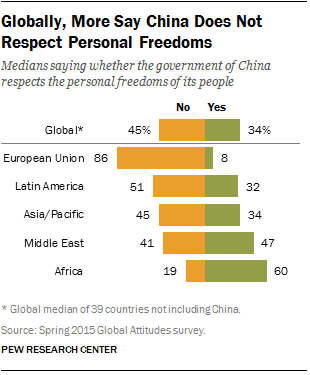 Globally, More Say China Does Not
Respect Personal Freedoms
Medians saying whether the government of China
respects the personal freedoms of its people
No Yes
Global* 45% 34%
European Union 86 8
Latin America 51 32
Asia/Pacific 45 34
Middle East 41 47
Africa 19 60
* Global median of 39 countries not including China.
Source: Spring 2015 Global Attitudes survey.
PEW RESEARCH CENTER